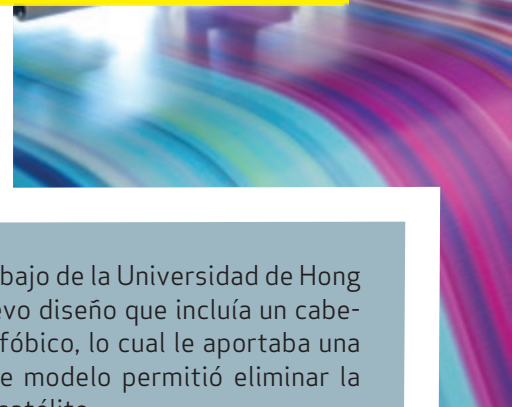 bajo de la Universidad de Hong
evo diseño que incluía un cabe-
fóbico, lo cual le aportaba una
e modelo permitió eliminar la
satélite